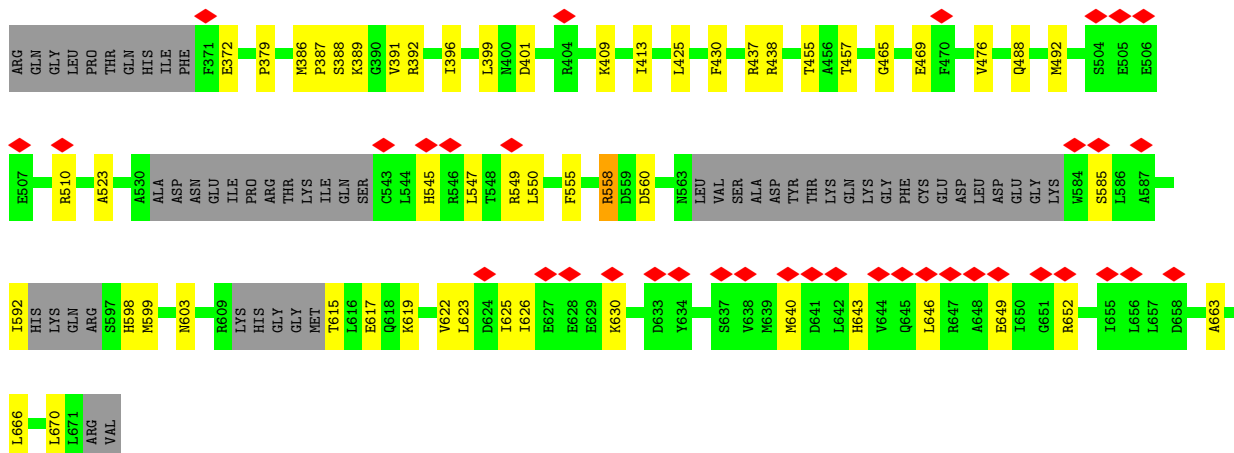 ARG GLN GLY LEU PRO THR GLN HIS ILE PHE F371 E372 P379 M386 P387 S388 K389 G390 V391 R392 I396 L399 N400 D401 R404 K409 I413 L425 F430 R437 R438 T455 A456 T457 G465 E469 F470 V476 Q488 M492 S504 E505 E506
E507 R510 A523 A530 ALA ASP ASN GLU ILE PRO ARG THR LYS ILE GLN SER C543 L544 H545 R546 L547 T548 R549 L550 F555 R558 D559 D560 N563 LEU VAL SER ALA ASP TYR THR LYS GLN LYS GLY PHE CYS GLU ASP LEU ASP GLU GLY LYS W584 S585 L586 A587
I592 HIS LYS GLN ARG S597 H598 M599 N603 R609 LYS HIS GLY GLY MET T615 L616 E617 Q618 K619 V622 L623 D624 I625 I626 E627 E628 E629 K630 D633 Y634 S637 V638 M639 M640 D641 L642 H643 V644 Q645 L646 R647 A648 E649 I650 G651 R652 I655 L656 L657 D658 A663
L666 L670 L671 ARG VAL